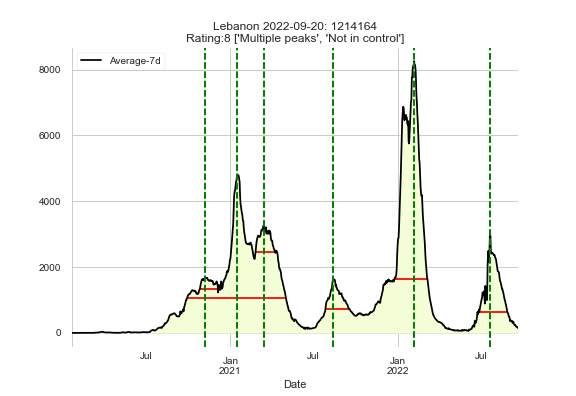 Lebanon 2022-09-20: 1214164
Rating:8 ['Multiple peaks', 'Not in control']
Average-7d
8000
6000
4000
2000
0
Jul
Jan
2021
Jul
Jan
2022
Jul
Date